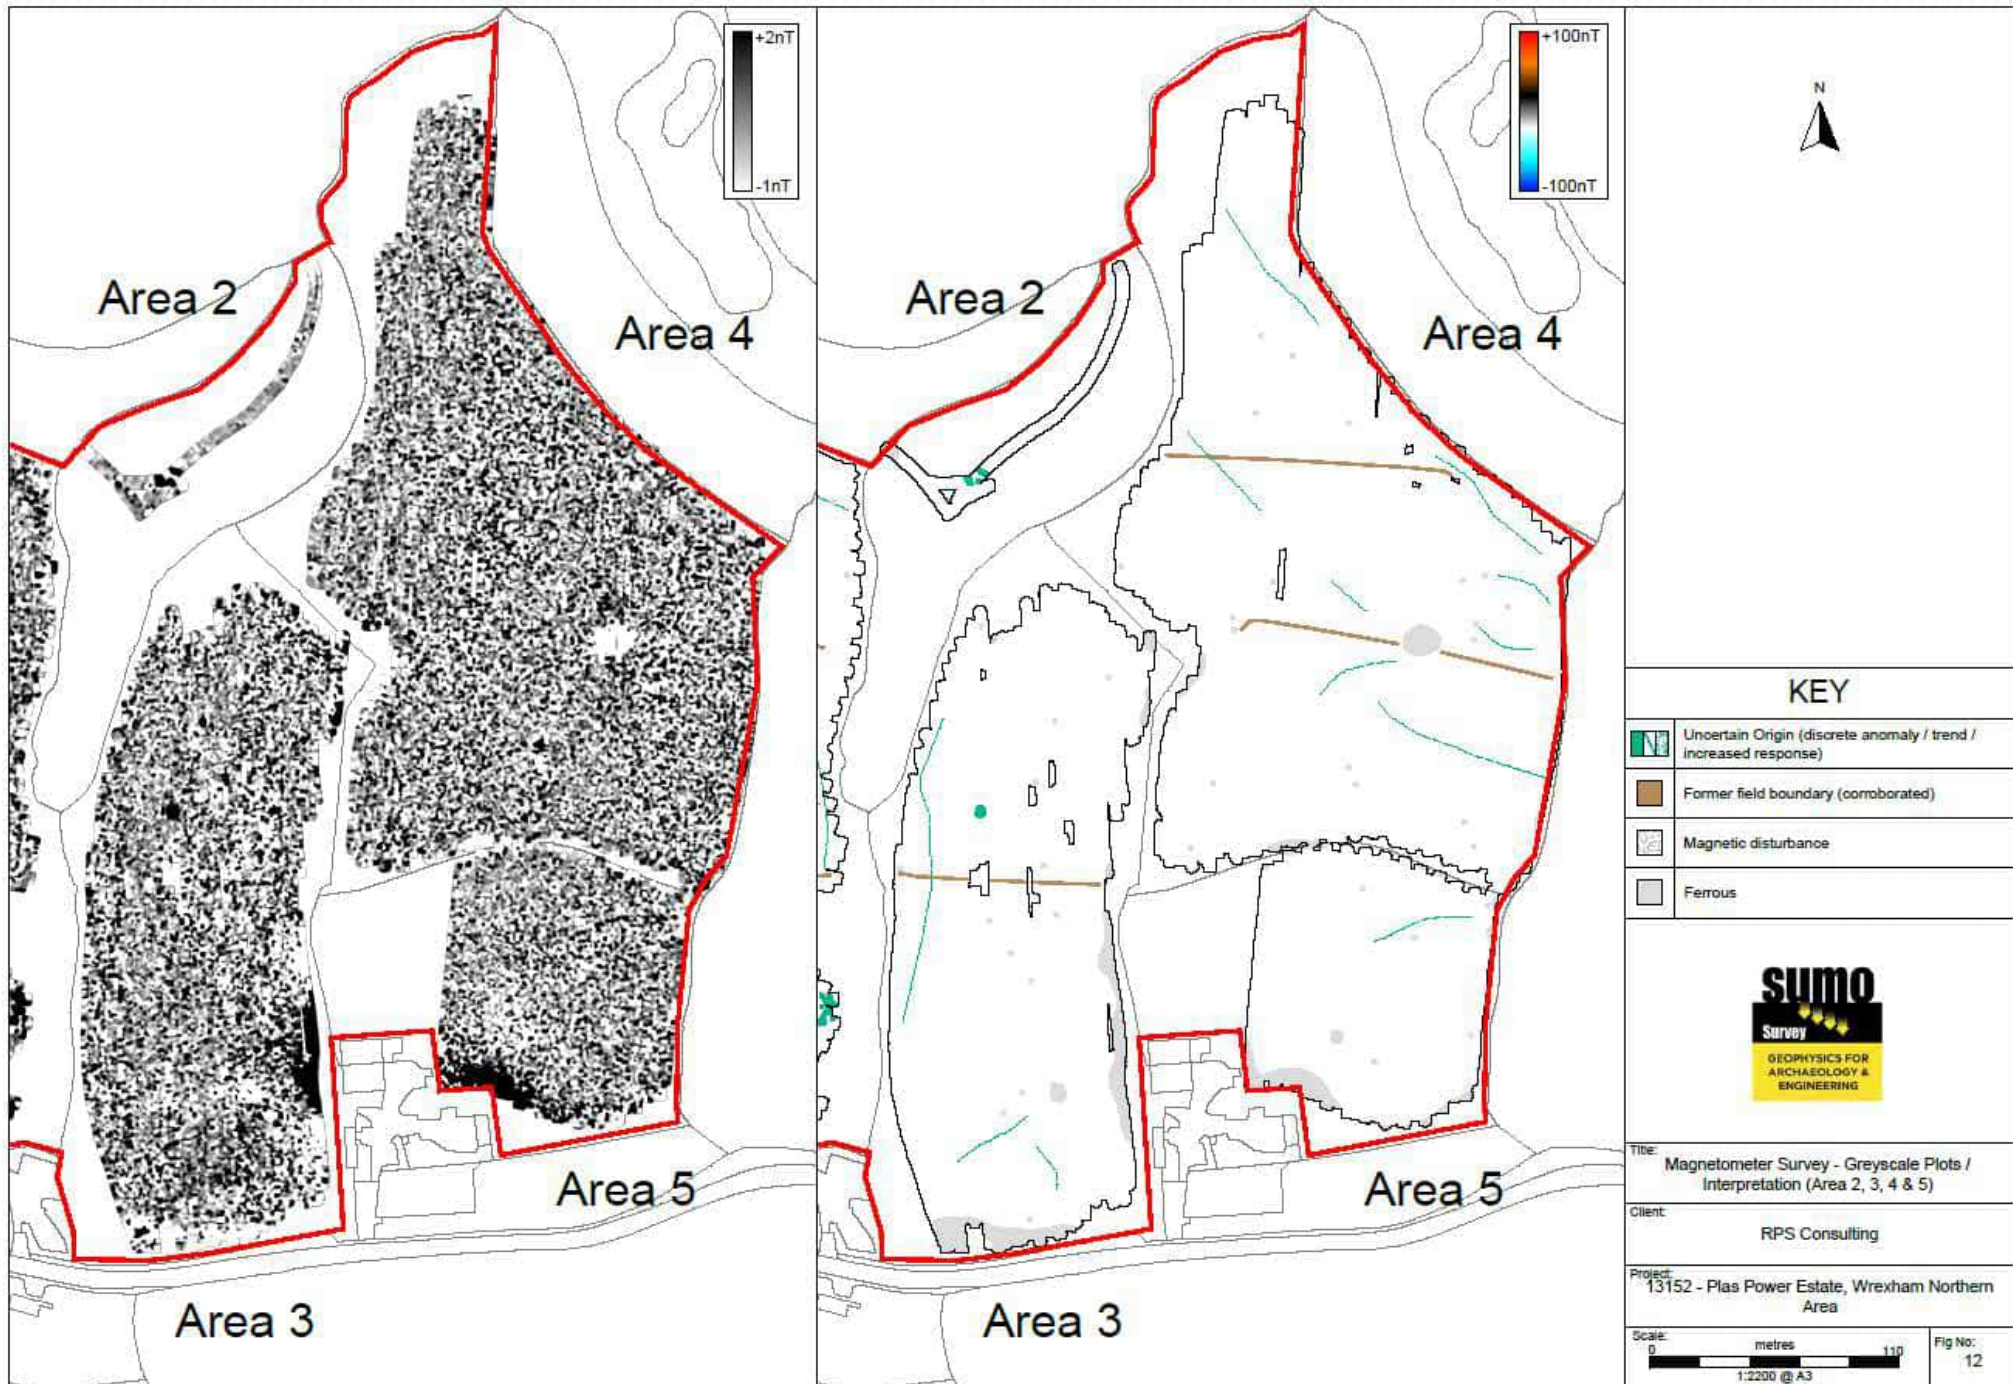 +2nT
-1nT
Area 2
Area 4
Area 5
Area 3
+100nT
-100nT
Area 2
Area 4
Area 5
Area 3
N
KEY
Uncertain Origin (discrete anomaly / trend /
increased response)
Former field boundary (corroborated)
Magnetic disturbance
Ferrous
sumo
Survey
GEOPHYSICS FOR
ARCHAEOLOGY &
ENGINEERING
Title:
Magnetometer Survey - Greyscale Plots /
Interpretation (Area 2, 3, 4 & 5)
Client:
RPS Consulting
Project:
13152 - Plas Power Estate, Wrexham Northern
Area
Scale:
0 metres 110
1:2200 @ A3
Fig No:
12